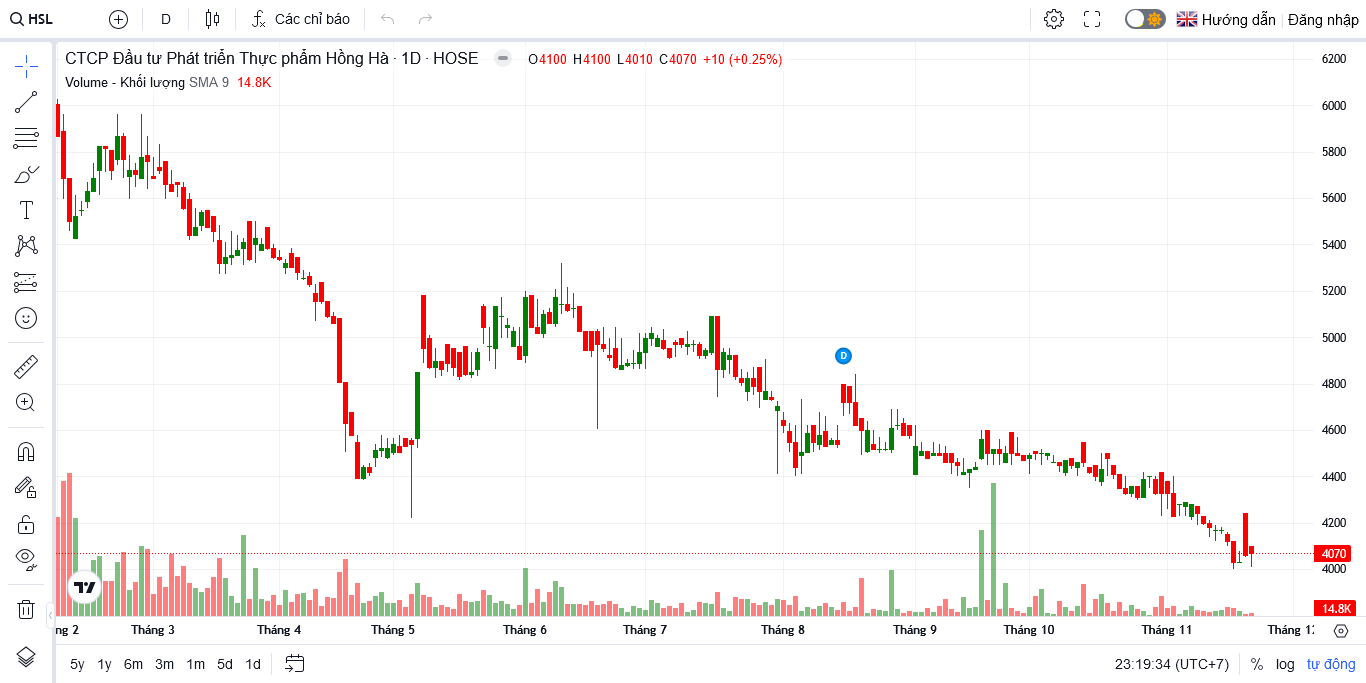 HSL D Các chỉ báo Hướng dẫn Đăng nhập
CTCP Đầu tư Phát triển Thực phẩm Hồng Hà · 1D · HOSE O4100 H4100 L4010 C4070 +10 (+0.25%)
Volume - Khối lượng SMA 9 14.8K
6200
6000
5800
5600
5400
5200
5000
D
4800
4600
4400
4200
4070
4000
14.8K
ng 2 Tháng 3 Tháng 4 Tháng 5 Tháng 6 Tháng 7 Tháng 8 Tháng 9 Tháng 10 Tháng 11 Tháng 1
5y 1y 6m 3m 1m 5d 1d 23:19:34 (UTC+7) % log tự động